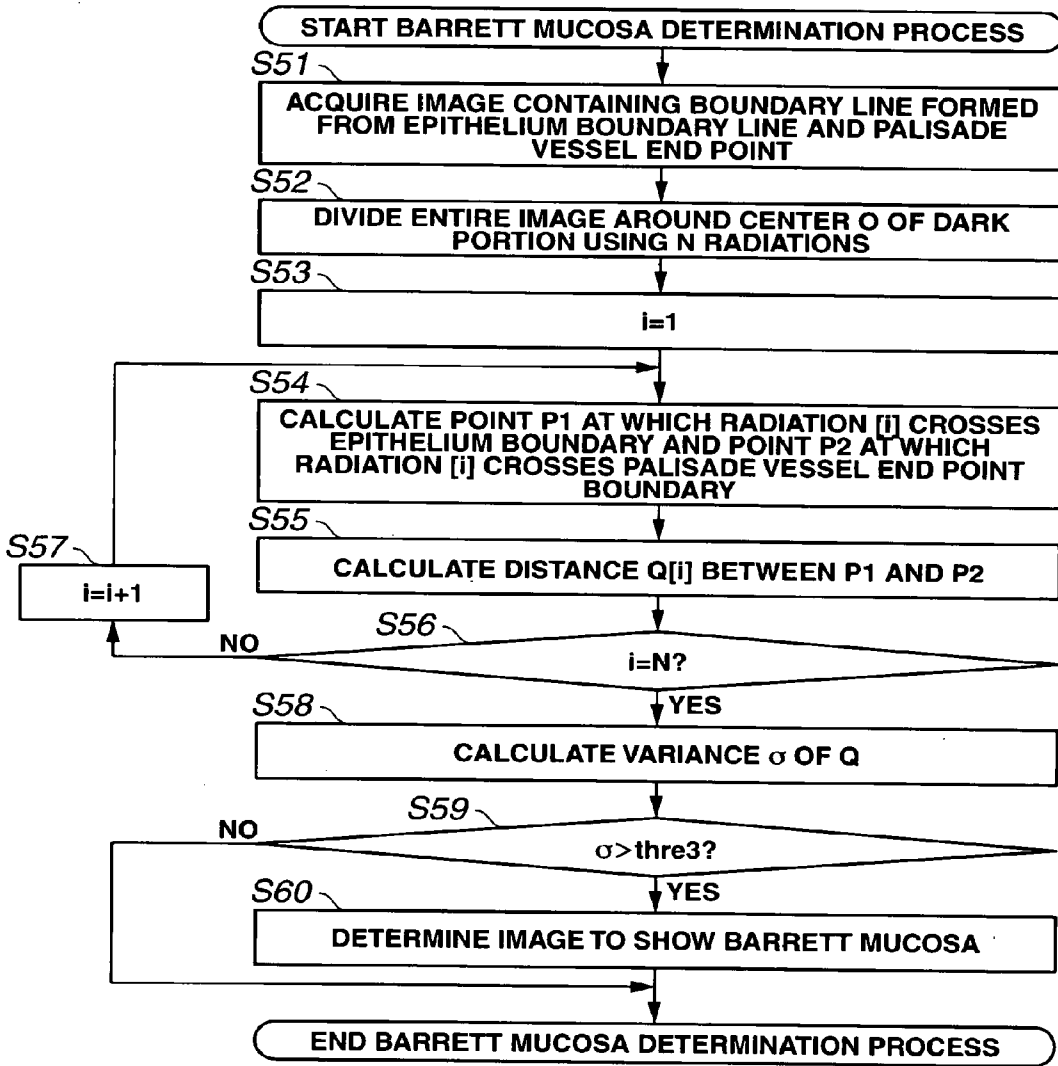 START BARRETT MUCOSA DETERMINATION PROCESS
S51
ACQUIRE IMAGE CONTAINING BOUNDARY LINE FORMED
FROM EPITHELIUM BOUNDARY LINE AND PALISADE
VESSEL END POINT
S52
DIVIDE ENTIRE IMAGE AROUND CENTER O OF DARK
PORTION USING N RADIATIONS
S53
i=1
S54
CALCULATE POINT P1 AT WHICH RADIATION [i] CROSSES
EPITHELIUM BOUNDARY AND POINT P2 AT WHICH
RADIATION [i] CROSSES PALISADE VESSEL END POINT
BOUNDARY
S55
CALCULATE DISTANCE Q[i] BETWEEN P1 AND P2
S57
i=i+1
S56
NO
i=N?
YES
S58
CALCULATE VARIANCE σ OF Q
S59
NO
σ>thre3?
YES
S60
DETERMINE IMAGE TO SHOW BARRETT MUCOSA
END BARRETT MUCOSA DETERMINATION PROCESS